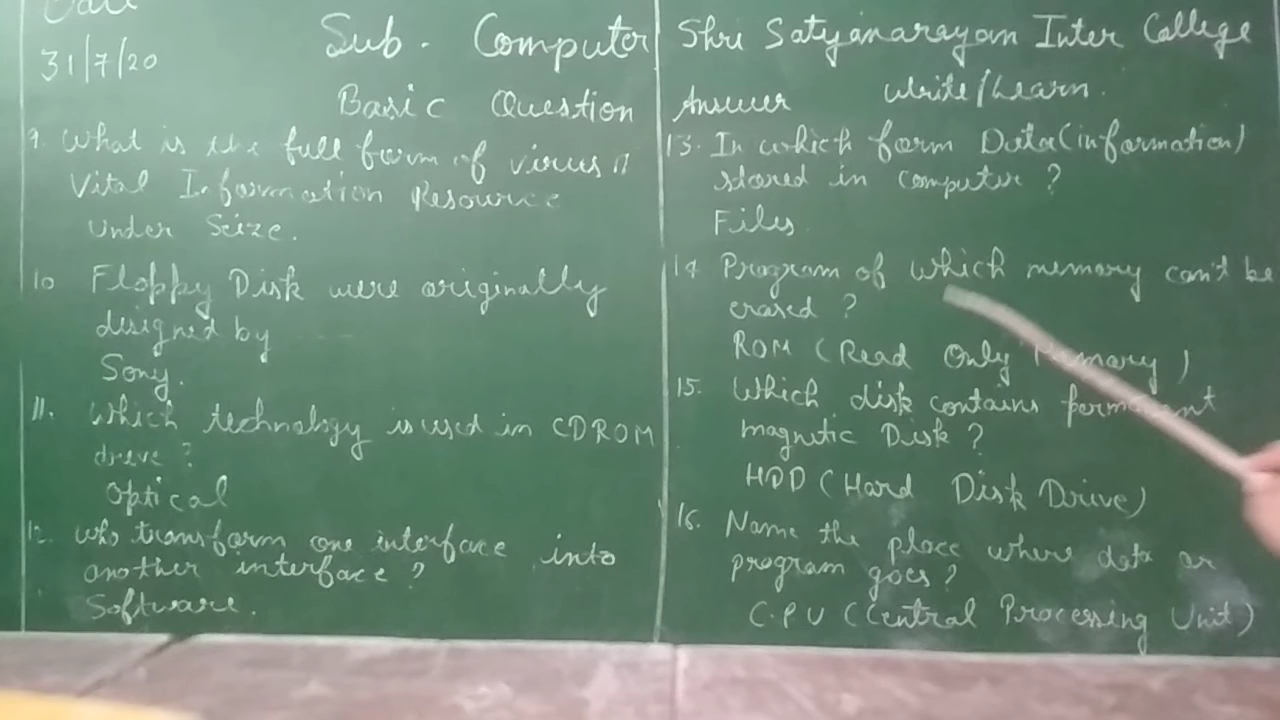 Date
31/7/20
Sub. Computer
Basic Question
9. What is the full form of virus?
Vital Information Resource
Under Seize.
10 Floppy Disk were originally
designed by
Sony.
11. Which technology is used in CDROM
drive?
Optical
12. Who transform one interface into
another interface?
Software.
Shri Satyanarayan Inter College
Answer Write/Learn.
13. In which form Data(information)
stored in computer?
Files
14 Program of which memory can't be
erased?
ROM (Read Only Memory)
15. Which disk contains permanent
magnetic Disk?
HDD (Hard Disk Drive)
16. Name the place where data or
program goes?
C.P.U (Central Processing Unit)